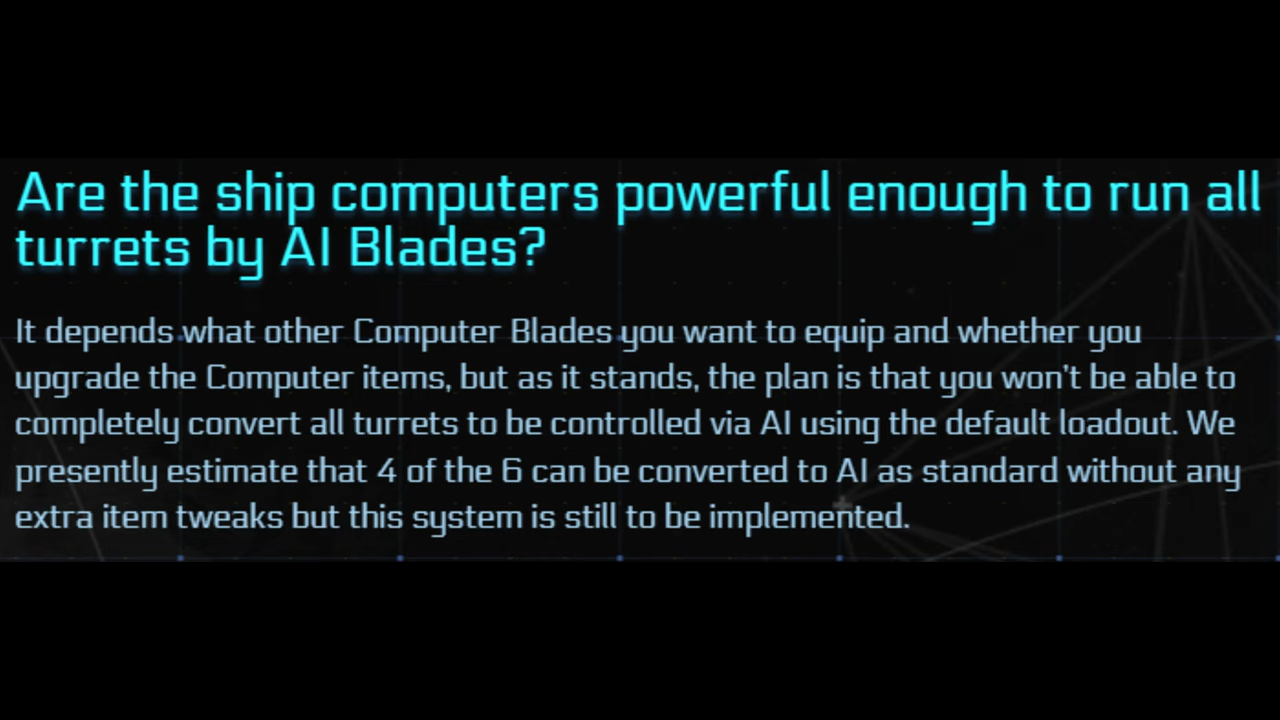 Are the ship computers powerful enough to run all
turrets by AI Blades?
It depends what other Computer Blades you want to equip and whether you
upgrade the Computer items, but as it stands, the plan is that you won't be able to
completely convert all turrets to be controlled via AI using the default loadout. We
presently estimate that 4 of the 6 can be converted to AI as standard without any
extra item tweaks but this system is still to be implemented.